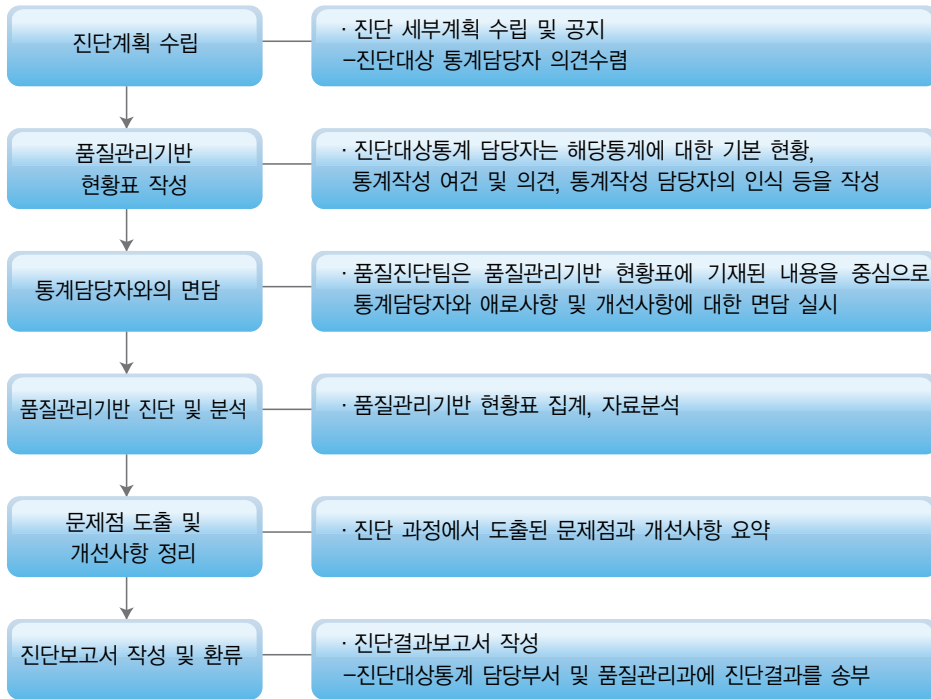 진단계획 수립
· 진단 세부계획 수립 및 공지
-진단대상 통계담당자 의견수렴
품질관리기반
현황표 작성
· 진단대상통계 담당자는 해당통계에 대한 기본 현황,
통계작성 여건 및 의견, 통계작성 담당자의 인식 등을 작성
통계담당자와의 면담
· 품질진단팀은 품질관리기반 현황표에 기재된 내용을 중심으로
통계담당자와 애로사항 및 개선사항에 대한 면담 실시
품질관리기반 진단 및 분석
· 품질관리기반 현황표 집계, 자료분석
문제점 도출 및
개선사항 정리
· 진단 과정에서 도출된 문제점과 개선사항 요약
진단보고서 작성 및 환류
· 진단결과보고서 작성
-진단대상통계 담당부서 및 품질관리과에 진단결과를 송부